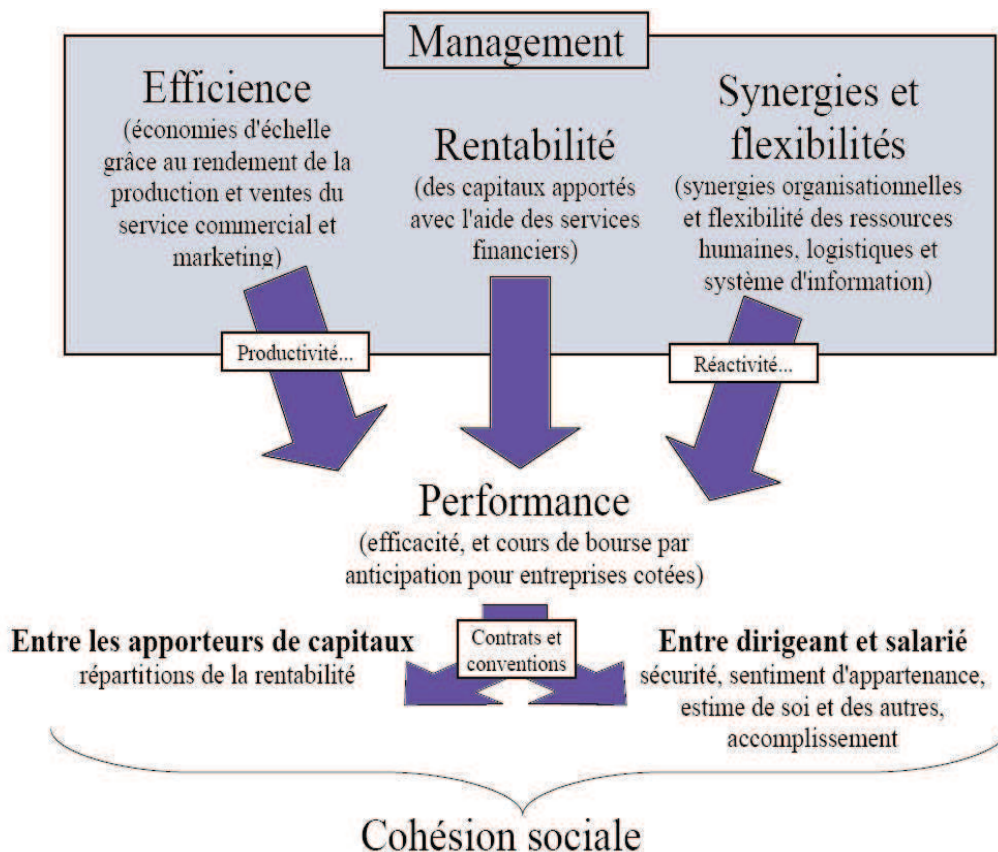 Management
Efficience
(économies d'échelle
grâce au rendement de la
production et ventes du
service commercial et
marketing)
Rentabilité
(des capitaux apportés
avec l'aide des services
financiers)
Synergies et
flexibilités
(synergies organisationnelles
et flexibilité des ressources
humaines, logistiques et
système d'information)
Productivité...
Réactivité...
Performance
(efficacité, et cours de bourse par
anticipation pour entreprises cotées)
Entre les apporteurs de capitaux
répartitions de la rentabilité
Contrats et
conventions
Entre dirigeant et salarié
sécurité, sentiment d'appartenance,
estime de soi et des autres,
accomplissement
Cohésion sociale